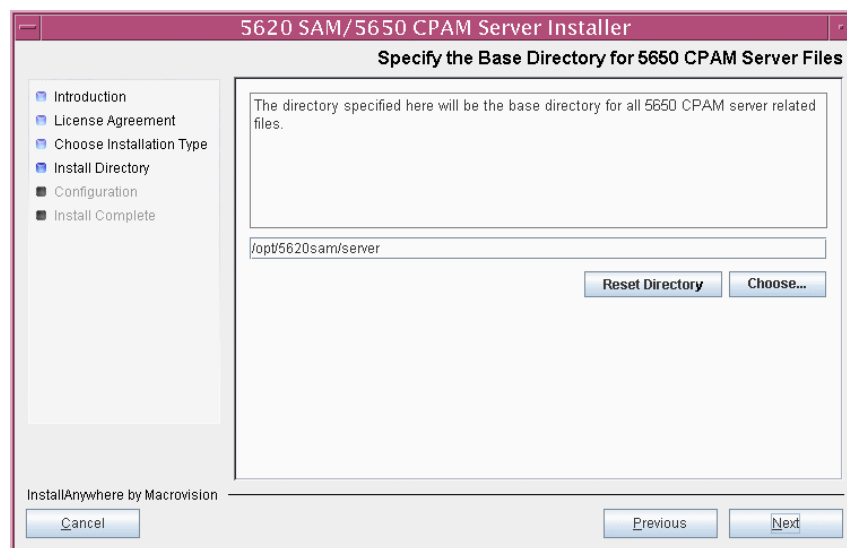 5620 SAM/5650 CPAM Server Installer
Specify the Base Directory for 5650 CPAM Server Files
Introduction
License Agreement
Choose Installation Type
Install Directory
Configuration
Install Complete
The directory specified here will be the base directory for all 5650 CPAM server related
files.
/opt/5620sam/server
Reset Directory
Choose...
InstallAnywhere by Macrovision
Cancel
Previous
Next